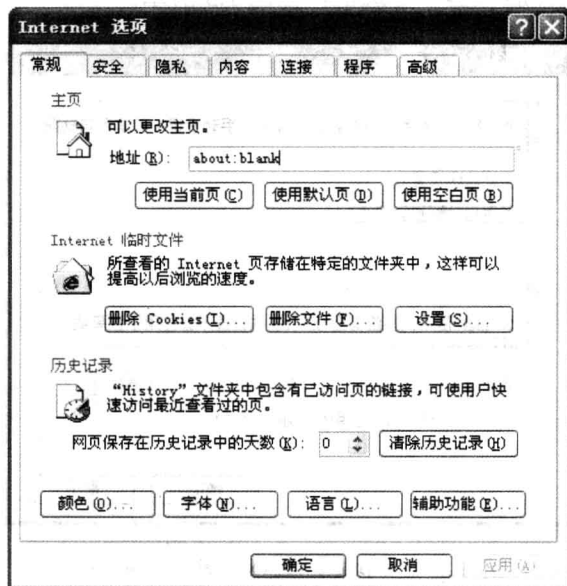 Internet 选项
常规 安全 隐私 内容 连接 程序 高级
主页
可以更改主页。
地址(R): about:blank
使用当前页(C) 使用默认页(D) 使用空白页(B)
Internet 临时文件
所查看的 Internet 页存储在特定的文件夹中，这样可以
提高以后浏览的速度。
删除 Cookies(I)... 删除文件(F)... 设置(S)...
历史记录
“History”文件夹中包含有已访问页的链接，可使用户快
速访问最近查看过的页。
网页保存在历史记录中的天数(K): 0 清除历史记录(H)
颜色(O)... 字体(N)... 语言(L)... 辅助功能(E)...
确定 取消 应用(A)